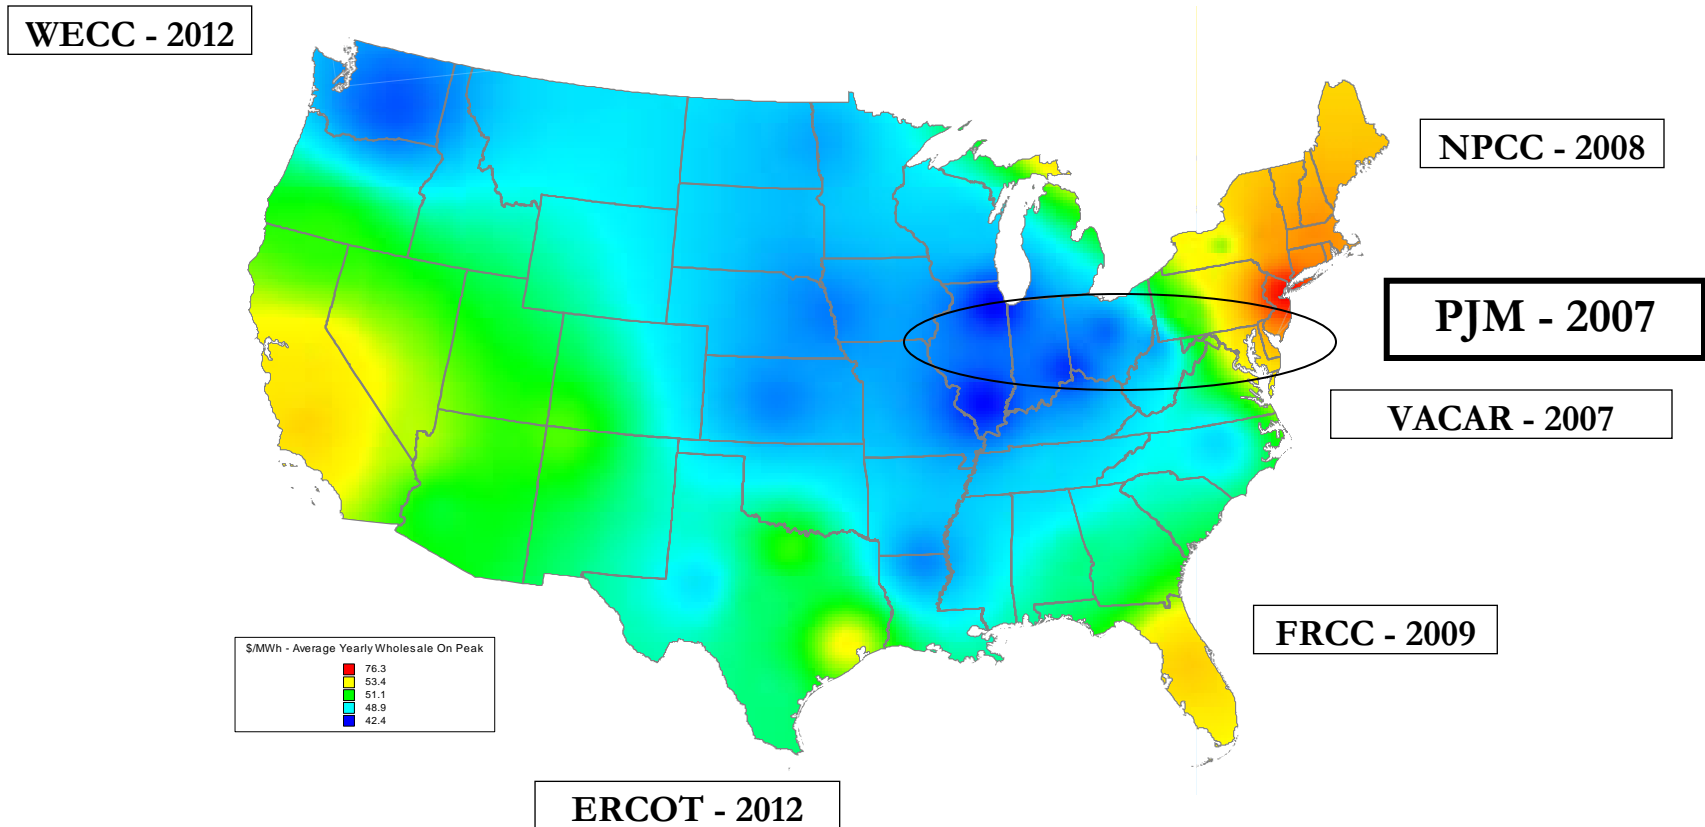 WECC - 2012
NPCC - 2008
PJM - 2007
VACAR - 2007
FRCC - 2009
$/MWh - Average Yearly Wholesale On Peak
76.3
53.4
51.1
48.9
42.4
ERCOT - 2012